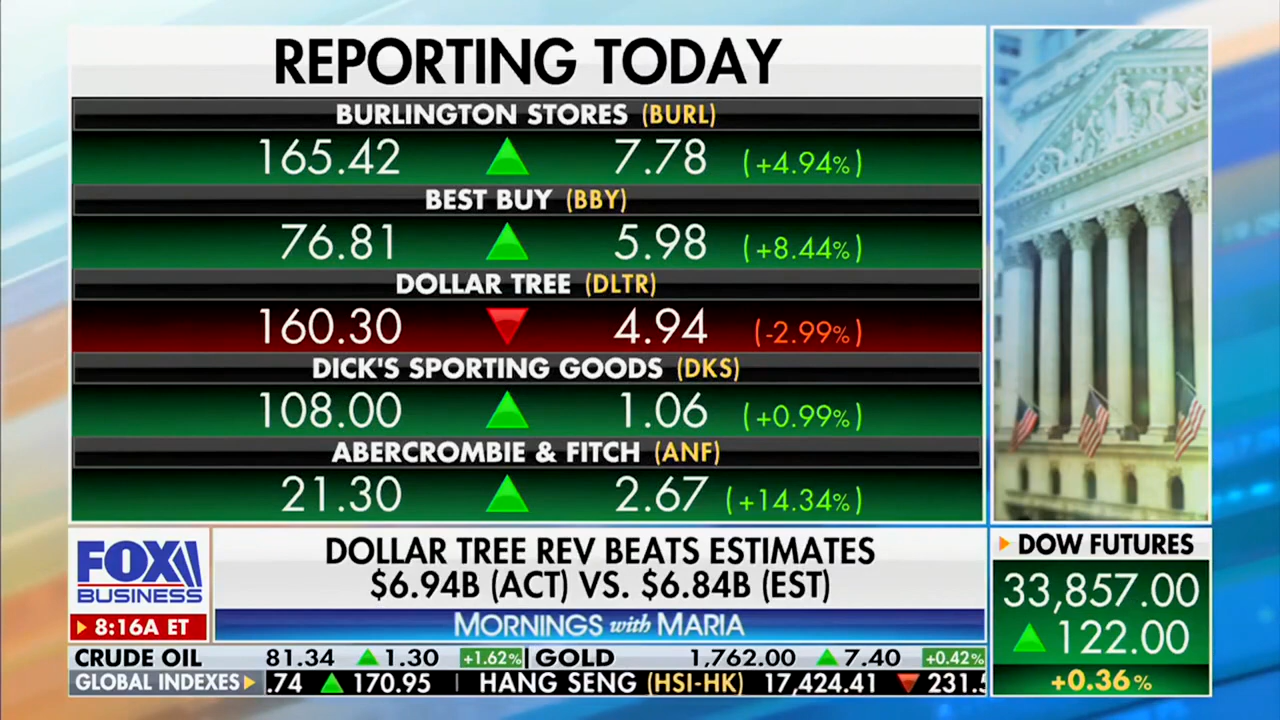 REPORTING TODAY
BURLINGTON STORES (BURL)
165.42 ▲ 7.78 (+4.94%)
BEST BUY (BBY)
76.81 ▲ 5.98 (+8.44%)
DOLLAR TREE (DLTR)
160.30 ▼ 4.94 (-2.99%)
DICK'S SPORTING GOODS (DKS)
108.00 ▲ 1.06 (+0.99%)
ABERCROMBIE & FITCH (ANF)
21.30 ▲ 2.67 (+14.34%)
FOX
BUSINESS
8:16A ET
DOLLAR TREE REV BEATS ESTIMATES
$6.94B (ACT) VS. $6.84B (EST)
MORNINGS with MARIA
DOW FUTURES
33,857.00
▲ 122.00
+0.36%
CRUDE OIL 81.34 ▲ 1.30 +1.62% | GOLD 1,762.00 ▲ 7.40 +0.42%
GLOBAL INDEXES .74 ▲ 170.95 | HANG SENG (HSI-HK) 17,424.41 ▼ 231.5